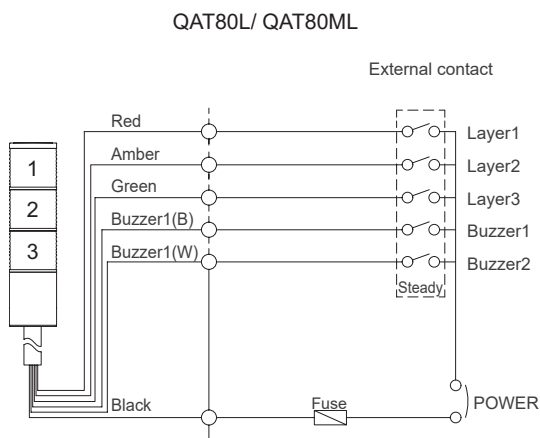 QAT80L/ QAT80ML
External contact
Red
Layer1
Amber
Layer2
1
Green
Layer3
2
Buzzer1(B)
Buzzer1
3
Buzzer1(W)
Buzzer2
Steady
Black
Fuse
POWER